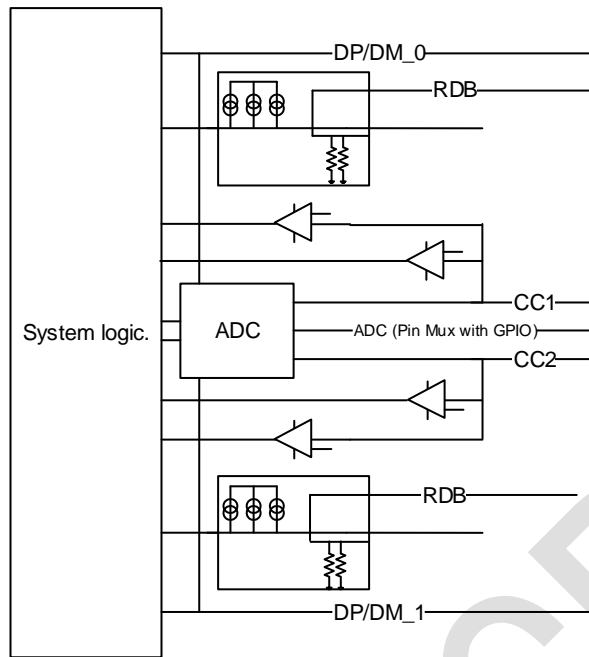 DP/DM_0
RDB
CC1
System logic.
ADC
ADC (Pin Mux with GPIO)
CC2
RDB
DP/DM_1